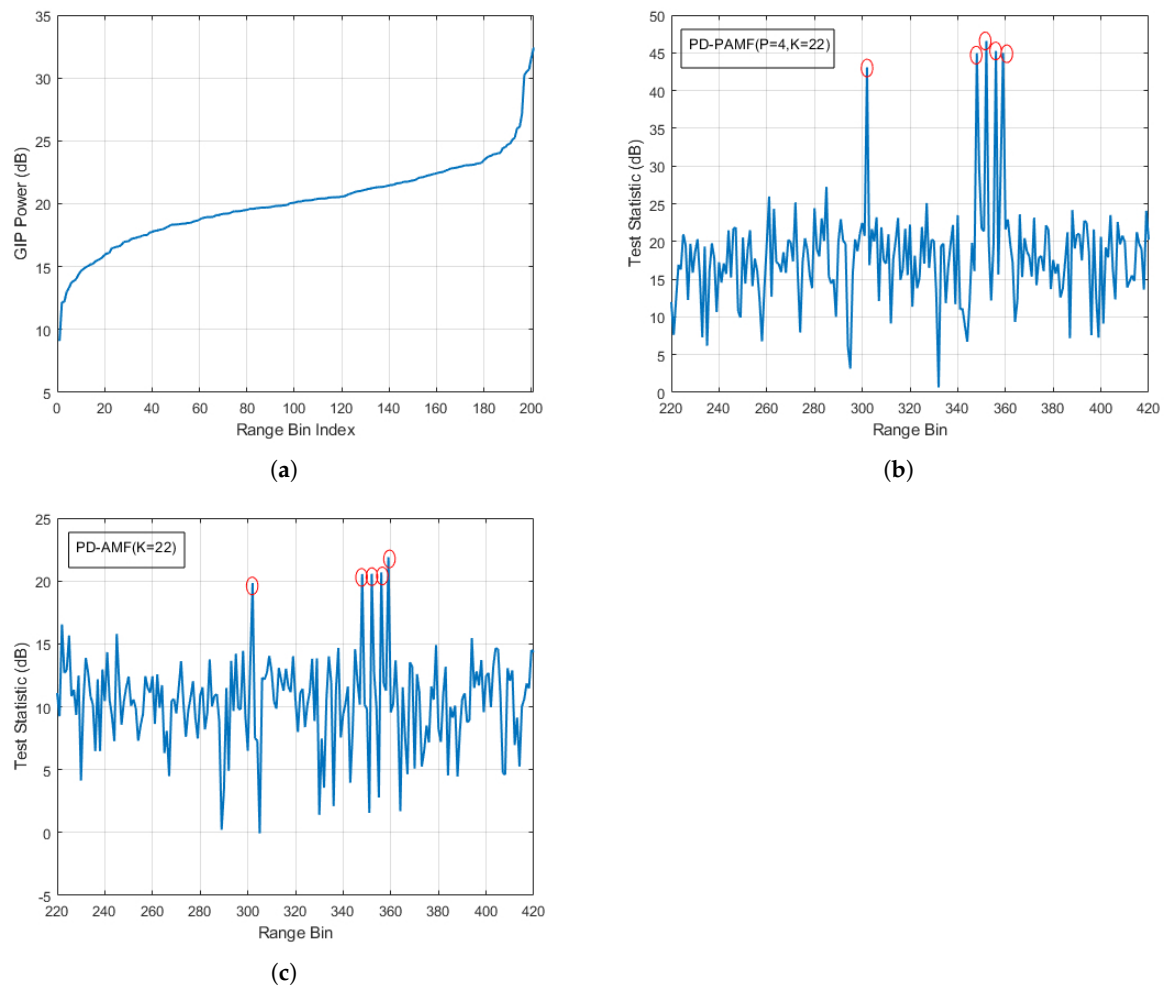 35
30
25
20
15
10
5
GIP Power (dB)
0 20 40 60 80 100 120 140 160 180 200
Range Bin Index
(a)
50
45
40
35
30
25
20
15
10
5
0
Test Statistic (dB)
PD-PAMF(P=4,K=22)
220 240 260 280 300 320 340 360 380 400 420
Range Bin
(b)
25
20
15
10
5
0
-5
Test Statistic (dB)
PD-AMF(K=22)
220 240 260 280 300 320 340 360 380 400 420
Range Bin
(c)